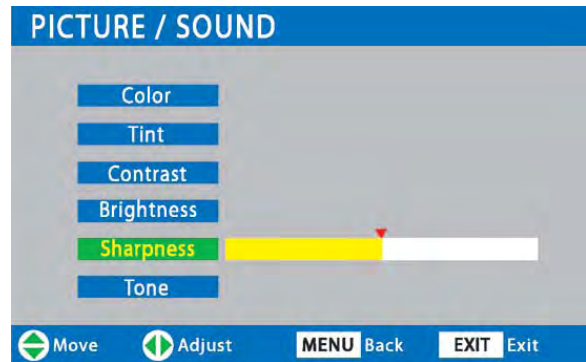 PICTURE / SOUND
Color
Tint
Contrast
Brightness
Sharpness
Tone
Move Adjust MENU Back EXIT Exit